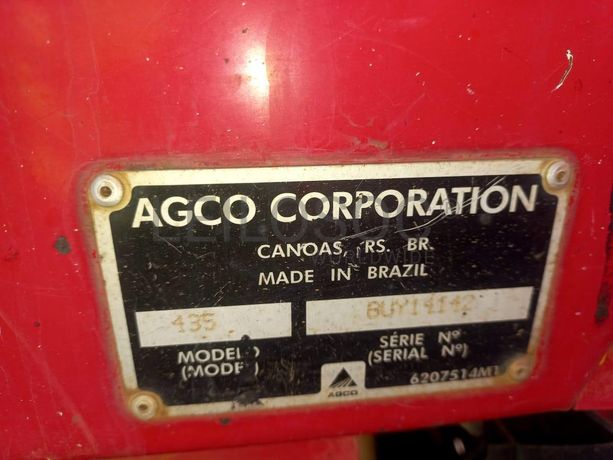 AGCO CORPORATION
CANOAS, RS. BR.
MADE IN BRAZIL
435
MODELO
(MODEL)
SÉRIE Nº
(SERIAL Nº)
AGCO
6207514M1